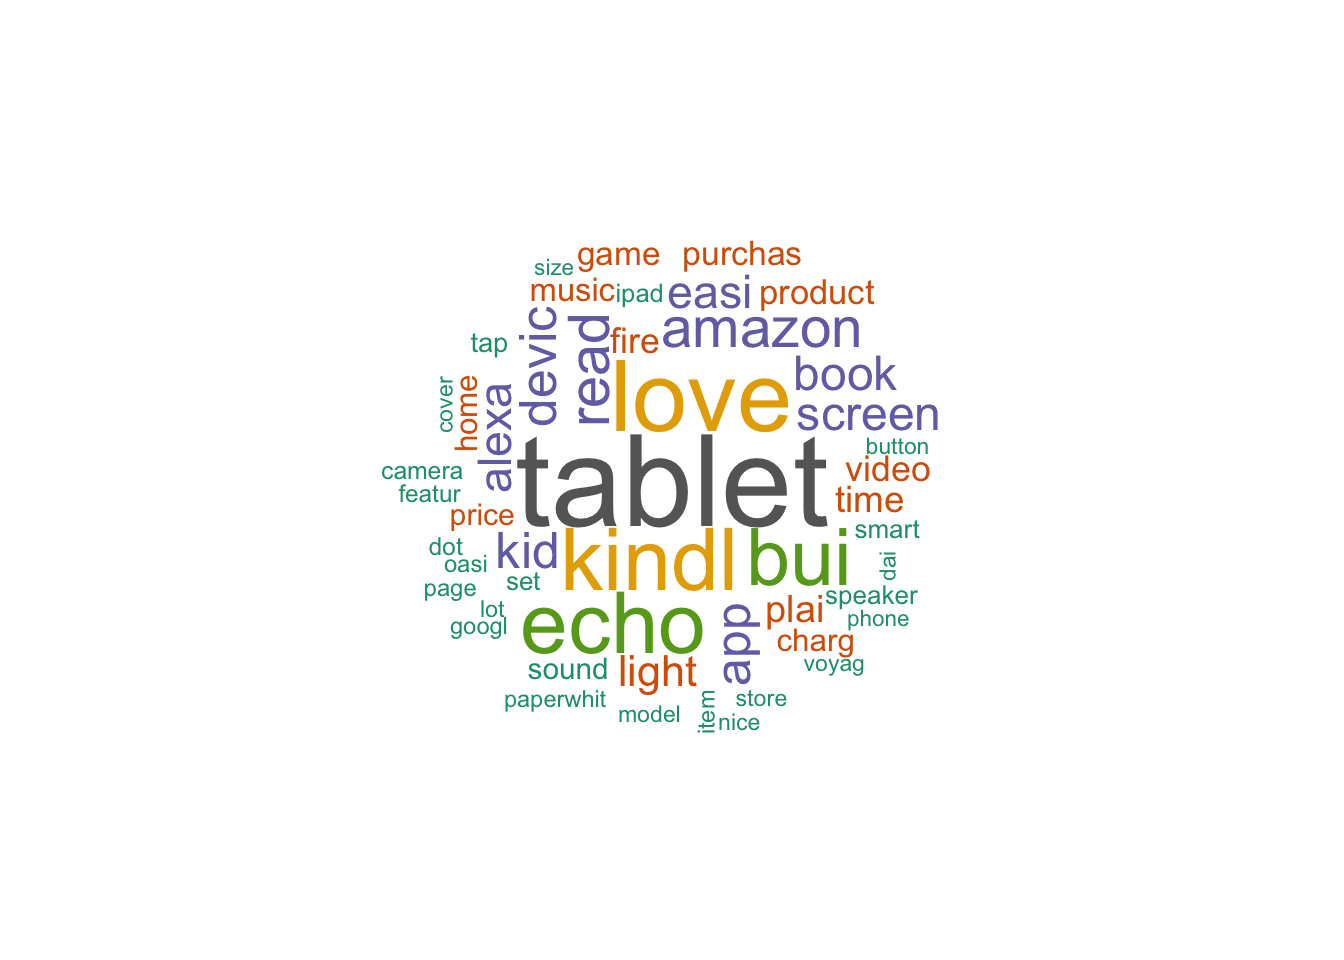 game purchas
size
music ipad easi product
devic read fire amazon
tap
love book
cover home alexa screen
tablet button
camera video
featur time
price smart
dot kid kindl bui dai
oasi
page set speaker
lot echo app plai phone
googl charg
sound light voyag
paperwhit item store
model nice